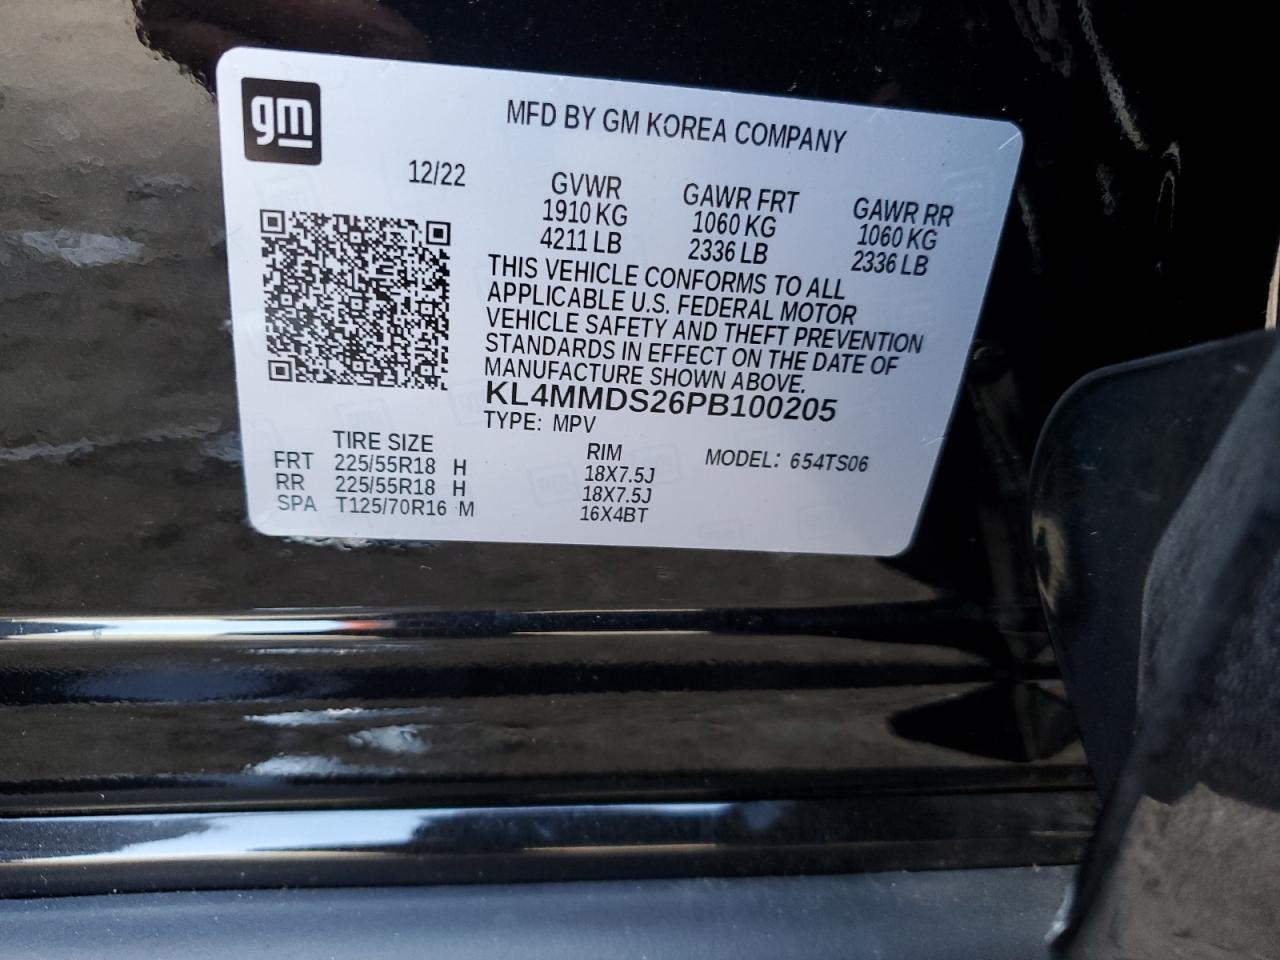 gm
MFD BY GM KOREA COMPANY
12/22
GVWR GAWR FRT GAWR RR
1910 KG 1060 KG 1060 KG
4211 LB 2336 LB 2336 LB
THIS VEHICLE CONFORMS TO ALL
APPLICABLE U.S. FEDERAL MOTOR
VEHICLE SAFETY AND THEFT PREVENTION
STANDARDS IN EFFECT ON THE DATE OF
MANUFACTURE SHOWN ABOVE.
KL4MMDS26PB100205
TYPE: MPV
TIRE SIZE RIM MODEL: 654TS06
FRT 225/55R18 H 18X7.5J
RR 225/55R18 H 18X7.5J
SPA T125/70R16 M 16X4BT